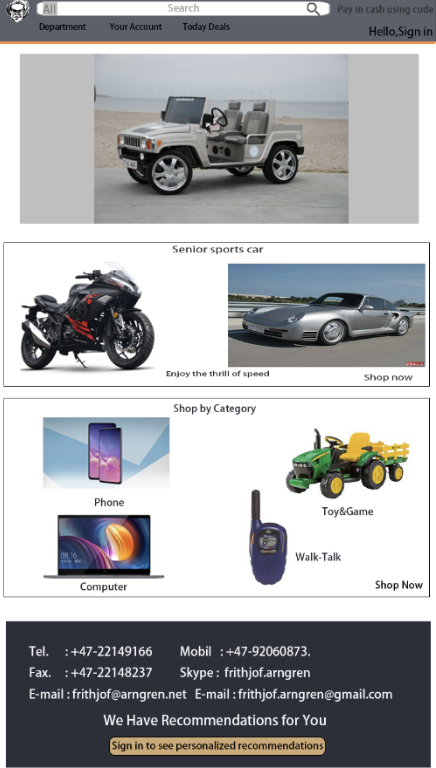 All Search Pay in cash using code
Department Your Account Today Deals Hello,Sign in
Senior sports car
Enjoy the thrill of speed
Shop now
Shop by Category
Phone
Toy&Game
Walk-Talk
Computer
Shop Now
Tel. : +47-22149166 Mobil : +47-92060873.
Fax. : +47-22148237 Skype : frithjof.arngren
E-mail : frithjof@arngren.net E-mail : frithjof.arngren@gmail.com
We Have Recommendations for You
Sign in to see personalized recommendations